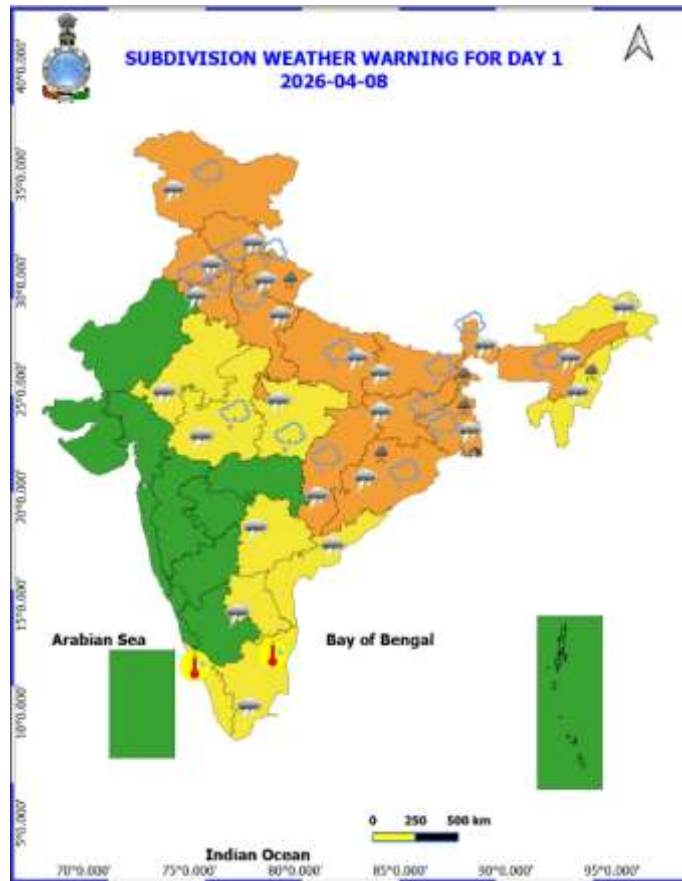 SUBDIVISION WEATHER WARNING FOR DAY 1
2026-04-08
40°0.000'
35°0.000'
30°0.000'
25°0.000'
20°0.000'
15°0.000'
10°0.000'
5°0.000'
Arabian Sea
Bay of Bengal
0 250 500 km
Indian Ocean
70°0.000' 75°0.000' 80°0.000' 85°0.000' 90°0.000' 95°0.000'